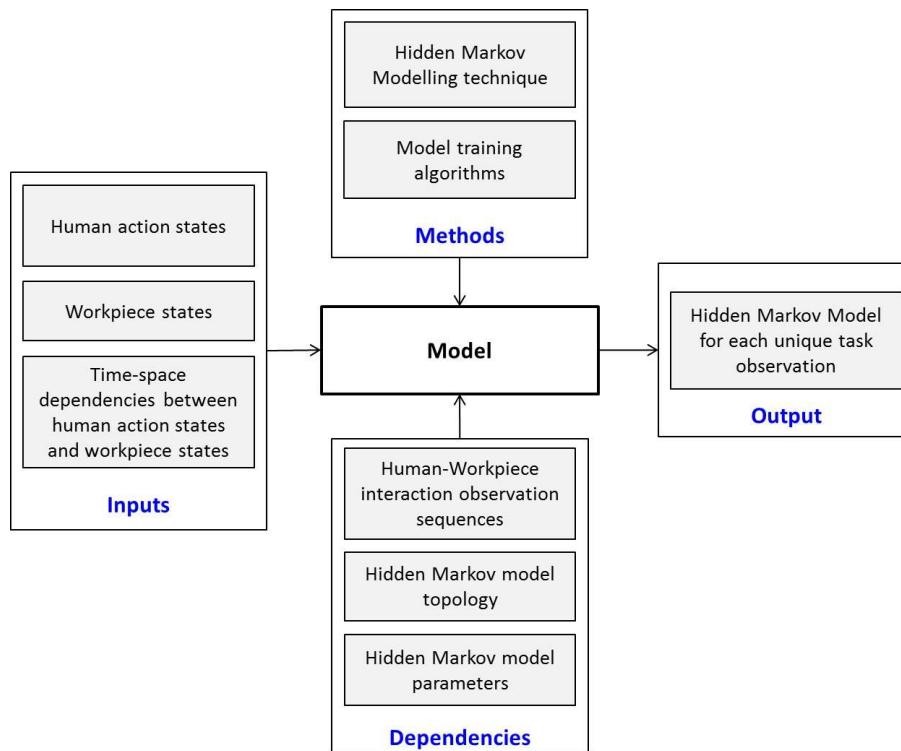 Hidden Markov
Modelling technique
Model training
algorithms
Methods
Human action states
Workpiece states
Time-space
dependencies between
human action states
and workpiece states
Inputs
Model
Hidden Markov Model
for each unique task
observation
Output
Human-Workpiece
interaction observation
sequences
Hidden Markov model
topology
Hidden Markov model
parameters
Dependencies